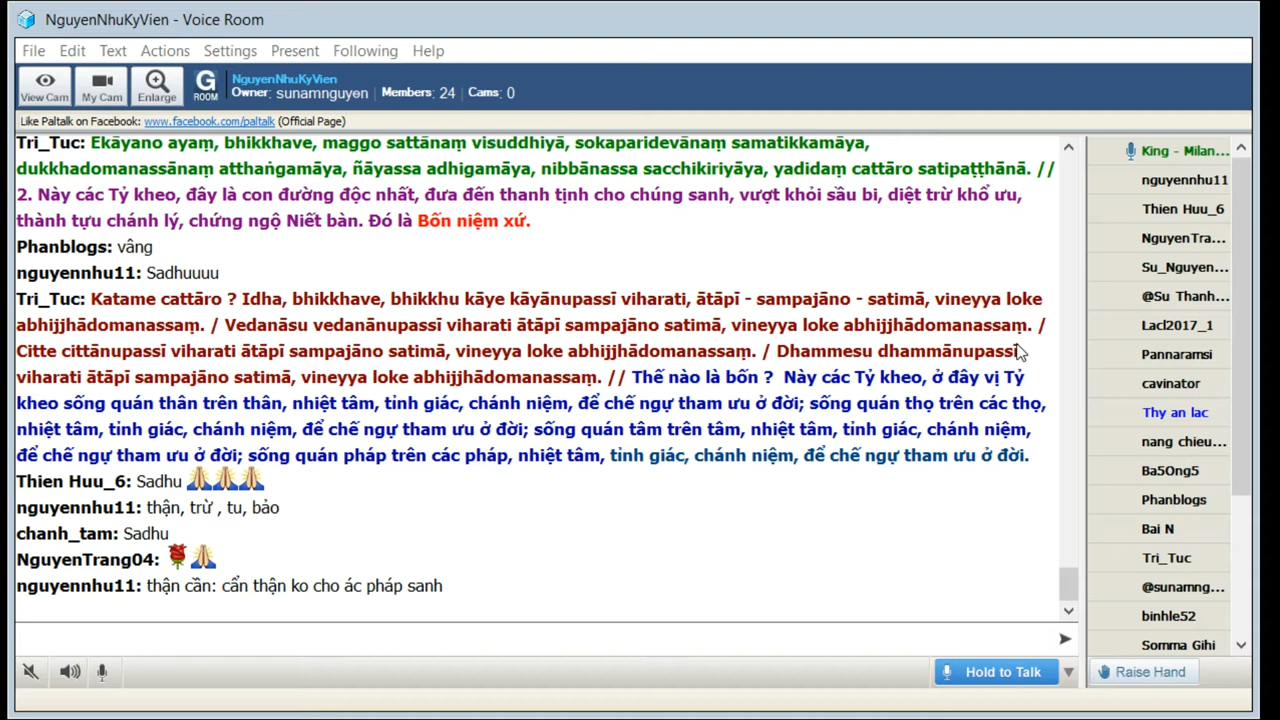 NguyenNhuKyVien - Voice Room
File Edit Text Actions Settings Present Following Help
View Cam My Cam Enlarge G ROOM
NguyenNhuKyVien
Owner: sunamnguyen | Members: 24 | Cams: 0
Like Paltalk on Facebook: www.facebook.com/paltalk (Official Page)
Tri_Tuc: Ekāyano ayaṃ, bhikkhave, maggo sattānaṃ visuddhiyā, sokaparidevānaṃ samatikkamāya,
dukkhadomanassānaṃ atthaṅgamāya, ñāyassa adhigamāya, nibbānassa sacchikiriyāya, yadidaṃ cattāro satipaṭṭhānā. //
2. Này các Tỷ kheo, đây là con đường độc nhất, đưa đến thanh tịnh cho chúng sanh, vượt khỏi sầu bi, diệt trừ khổ ưu,
thành tựu chánh lý, chứng ngộ Niết bàn. Đó là Bốn niệm xứ.
Phanblogs: vâng
nguyennhu11: Sadhuuuu
Tri_Tuc: Katame cattāro ? Idha, bhikkhave, bhikkhu kāye kāyānupassī viharati, ātāpī - sampajāno - satimā, vineyya loke
abhijjhādomanassaṃ. / Vedanāsu vedanānupassī viharati ātāpī sampajāno satimā, vineyya loke abhijjhādomanassaṃ. /
Citte cittānupassī viharati ātāpī sampajāno satimā, vineyya loke abhijjhādomanassaṃ. / Dhammesu dhammānupassī
viharati ātāpī sampajāno satimā, vineyya loke abhijjhādomanassaṃ. // Thế nào là bốn ? Này các Tỷ kheo, ở đây vị Tỷ
kheo sống quán thân trên thân, nhiệt tâm, tỉnh giác, chánh niệm, để chế ngự tham ưu ở đời; sống quán thọ trên các thọ,
nhiệt tâm, tỉnh giác, chánh niệm, để chế ngự tham ưu ở đời; sống quán tâm trên tâm, nhiệt tâm, tỉnh giác, chánh niệm,
để chế ngự tham ưu ở đời; sống quán pháp trên các pháp, nhiệt tâm, tỉnh giác, chánh niệm, để chế ngự tham ưu ở đời.
Thien Huu_6: Sadhu 🙏🙏🙏
nguyennhu11: thận, trừ , tu, bảo
chanh_tam: Sadhu
NguyenTrang04: 🌹🙏
nguyennhu11: thận cần: cẩn thận ko cho ác pháp sanh
King - Milan...
nguyennhu11
Thien Huu_6
NguyenTra...
Su_Nguyen...
@Su Thanh...
Lacl2017_1
Pannaramsi
cavinator
Thy an lac
nang chieu...
Ba5Ong5
Phanblogs
Bai N
Tri_Tuc
@sunamng...
binhle52
Somma Gihi
Hold to Talk
Raise Hand